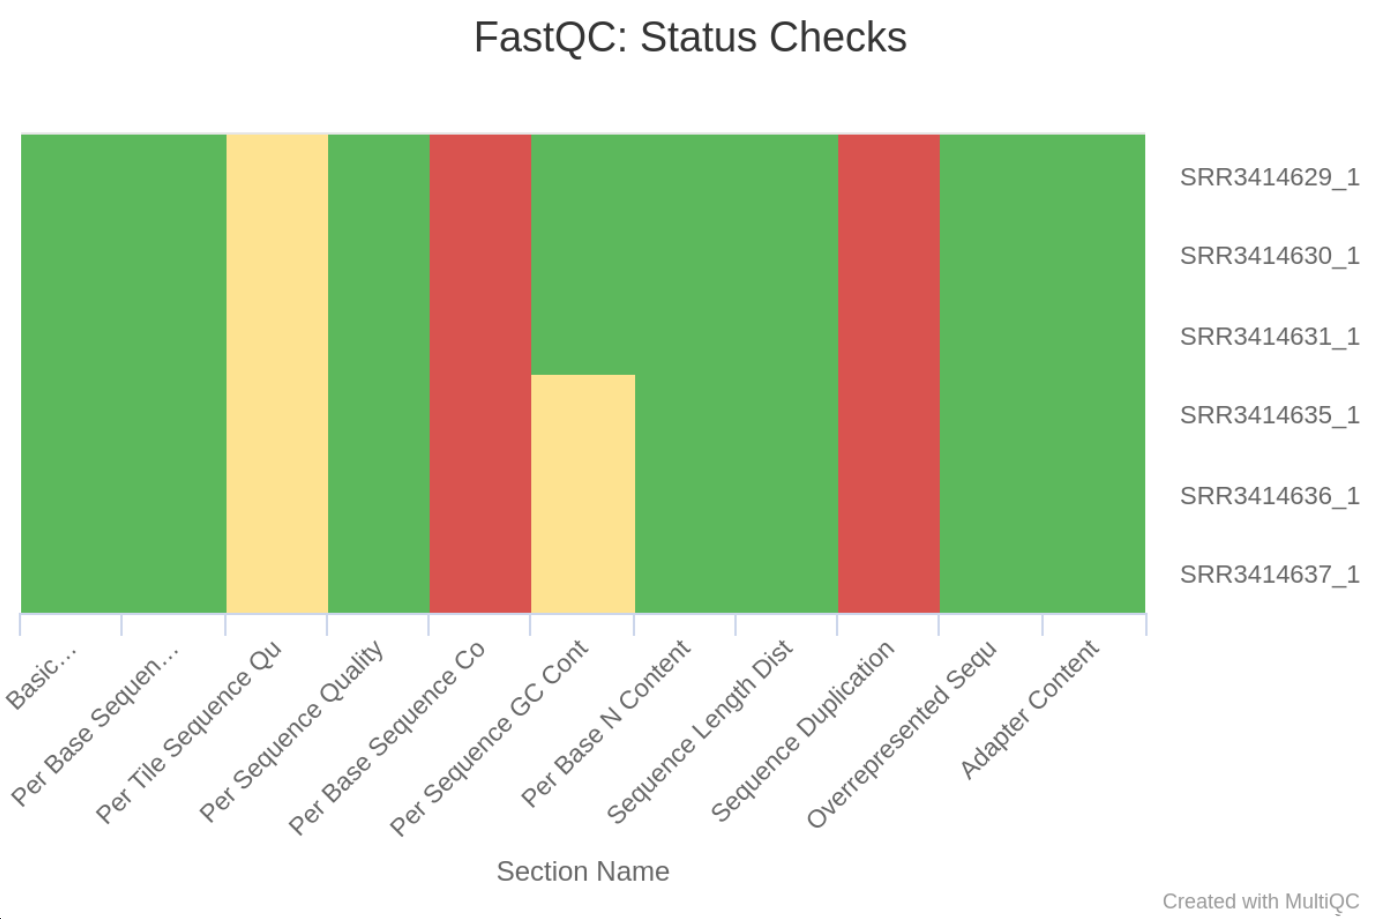 FastQC: Status Checks
SRR3414629_1
SRR3414630_1
SRR3414631_1
SRR3414635_1
SRR3414636_1
SRR3414637_1
Basic…
Per Base Sequen…
Per Tile Sequence Qu
Per Sequence Quality
Per Base Sequence Co
Per Sequence GC Cont
Per Base N Content
Sequence Length Dist
Sequence Duplication
Overrepresented Sequ
Adapter Content
Section Name
Created with MultiQC